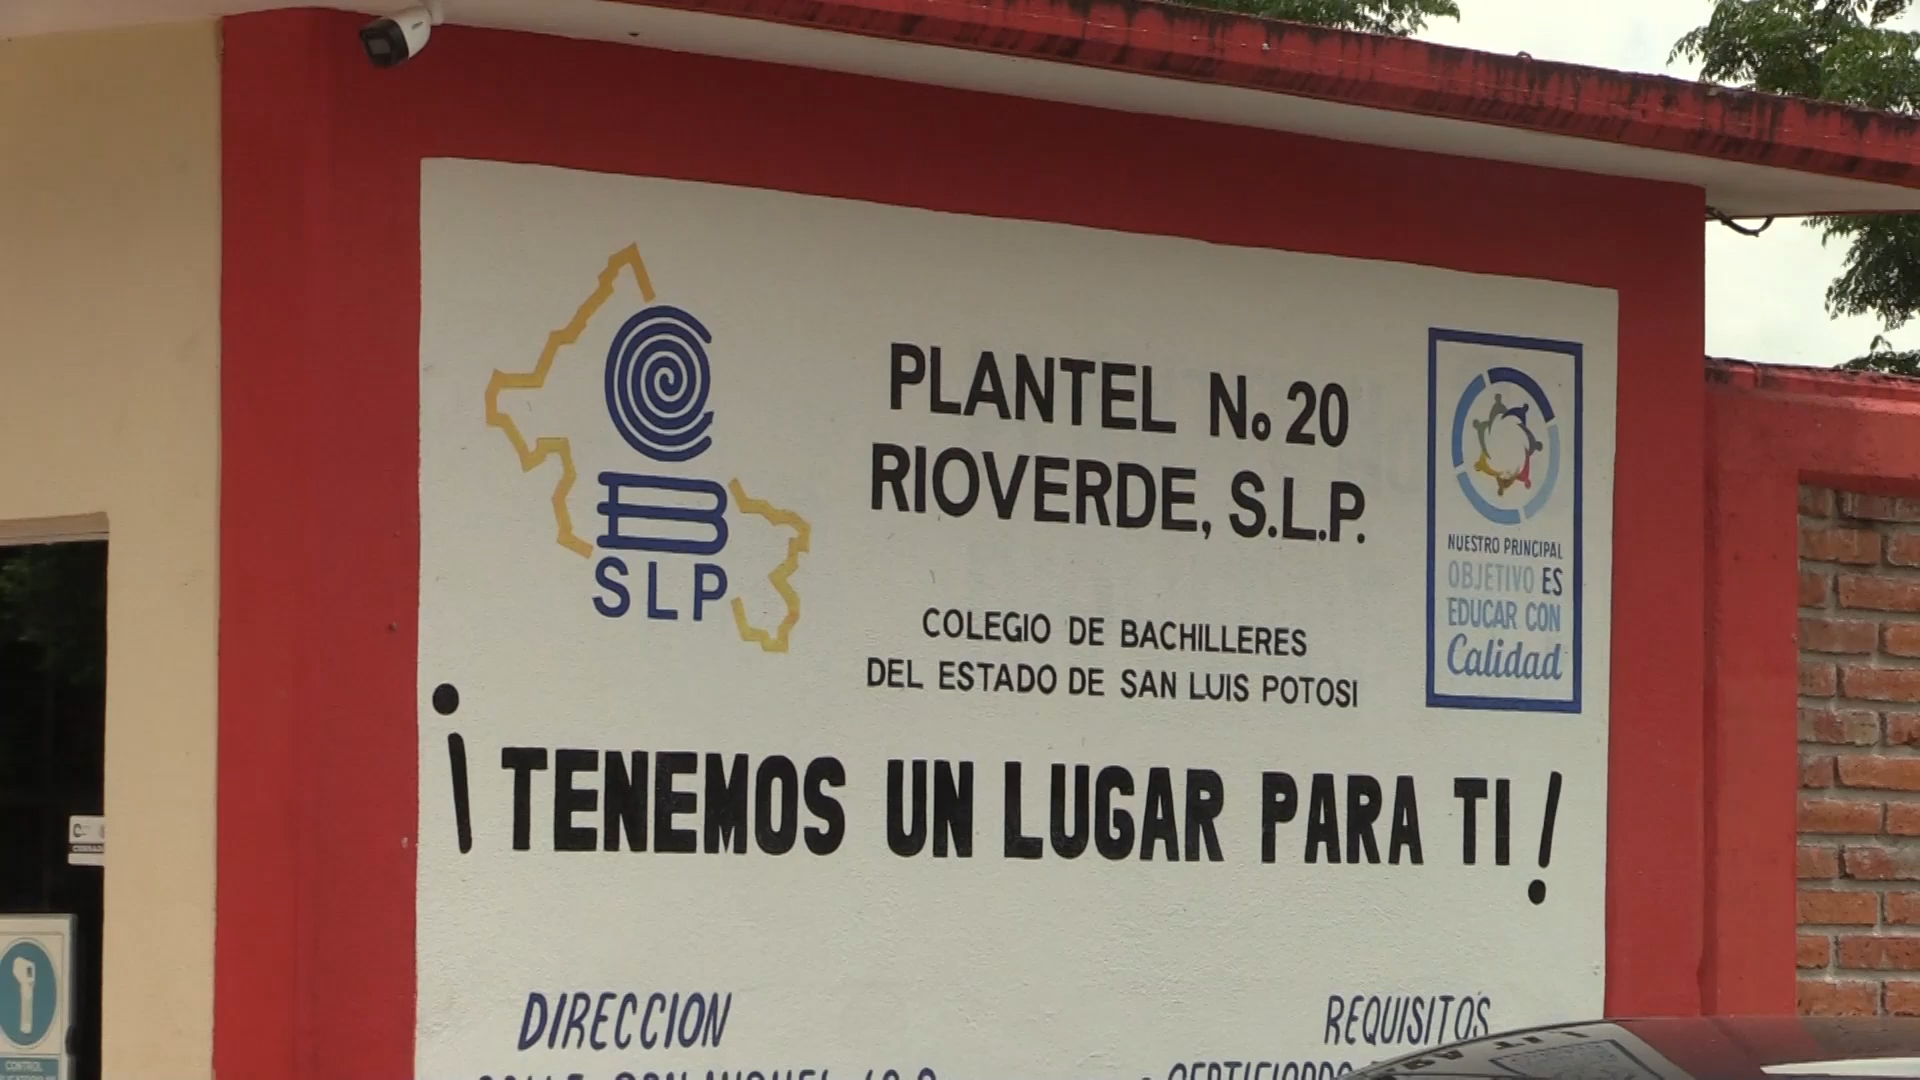 PLANTEL No 20
RIOVERDE, S.L.P.
SLP
COLEGIO DE BACHILLERES
DEL ESTADO DE SAN LUIS POTOSI
NUESTRO PRINCIPAL
OBJETIVO ES
EDUCAR CON
Calidad
¡TENEMOS UN LUGAR PARA TI!
DIRECCION
REQUISITOS
CONTROL